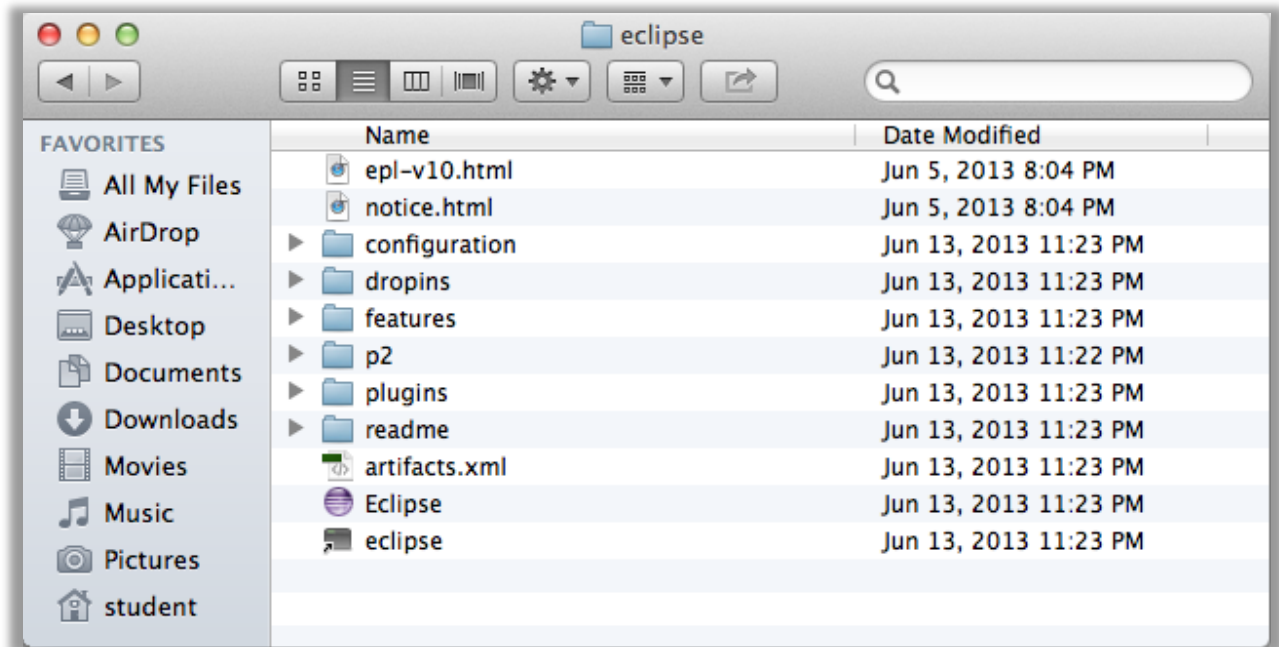 eclipse
FAVORITES
All My Files
AirDrop
Applicati...
Desktop
Documents
Downloads
Movies
Music
Pictures
student
Name Date Modified
epl-v10.html Jun 5, 2013 8:04 PM
notice.html Jun 5, 2013 8:04 PM
configuration Jun 13, 2013 11:23 PM
dropins Jun 13, 2013 11:23 PM
features Jun 13, 2013 11:23 PM
p2 Jun 13, 2013 11:22 PM
plugins Jun 13, 2013 11:23 PM
readme Jun 13, 2013 11:23 PM
artifacts.xml Jun 13, 2013 11:23 PM
Eclipse Jun 13, 2013 11:23 PM
eclipse Jun 13, 2013 11:23 PM